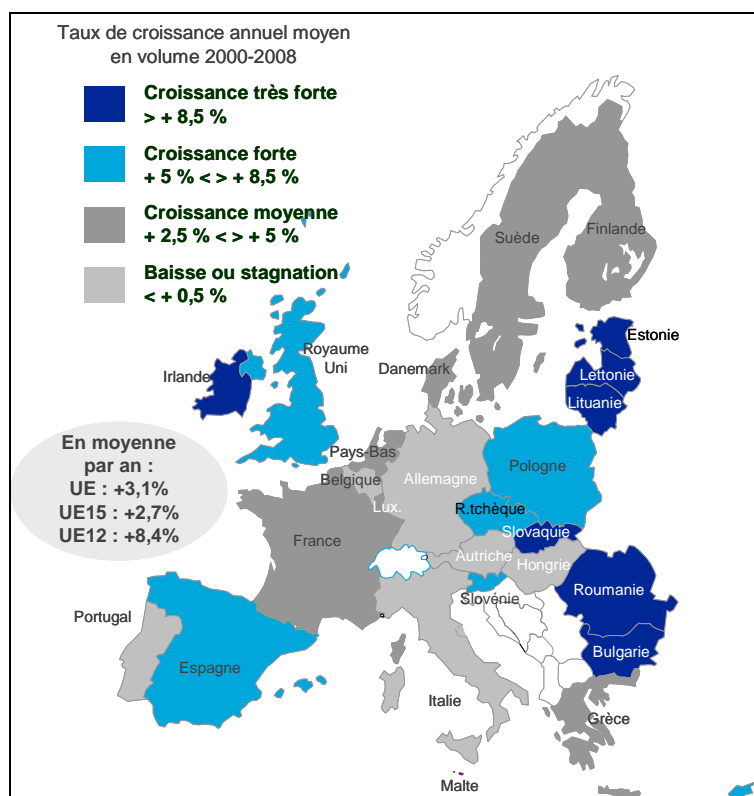 Taux de croissance annuel moyen
en volume 2000-2008
Croissance très forte
> + 8,5 %
Croissance forte
+ 5 % < > + 8,5 %
Croissance moyenne
+ 2,5 % < > + 5 %
Baisse ou stagnation
< + 0,5 %
Suède
Finlande
Estonie
Royaume
Uni
Danemark
Lettonie
Irlande
Lituanie
En moyenne
par an :
UE : +3,1%
UE15 : +2,7%
UE12 : +8,4%
Pays-Bas
Pologne
Belgique
Allemagne
Lux.
R.tchèque
Slovaquie
France
Autriche
Hongrie
Roumanie
Slovénie
Portugal
Bulgarie
Espagne
Italie
Grèce
Malte